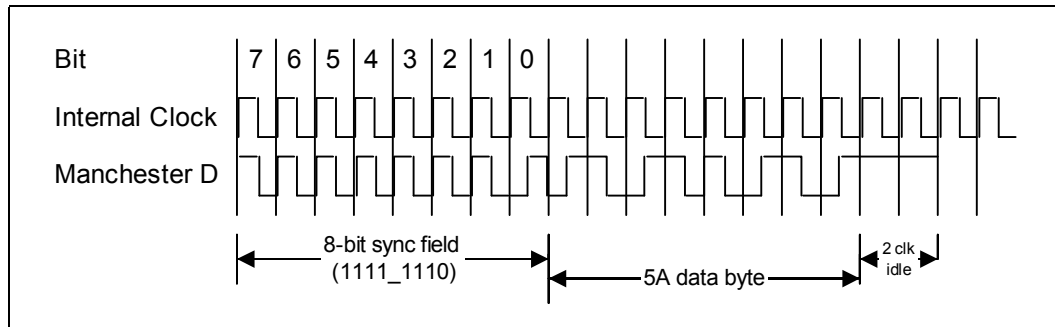 Bit
7 6 5 4 3 2 1 0
Internal Clock
Manchester D
8-bit sync field
(1111_1110)
5A data byte
2 clk
idle